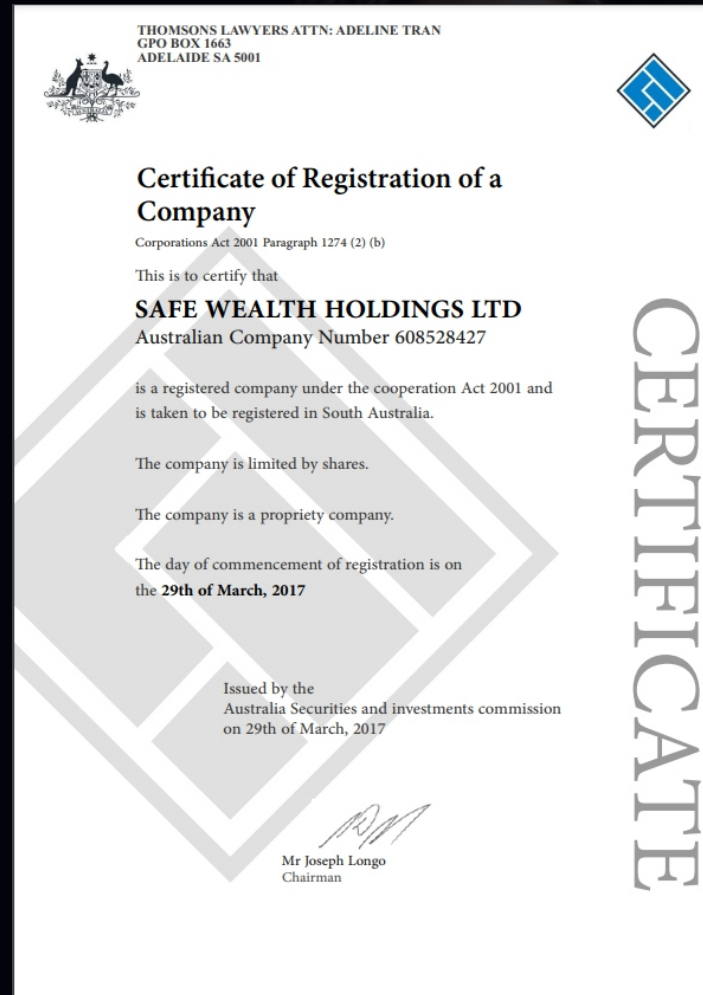 THOMSONS LAWYERS ATTN: ADELINE TRAN
GPO BOX 1663
ADELAIDE SA 5001
Certificate of Registration of a
Company
Corporations Act 2001 Paragraph 1274 (2) (b)
This is to certify that
SAFE WEALTH HOLDINGS LTD
Australian Company Number 608528427
is a registered company under the cooperation Act 2001 and
is taken to be registered in South Australia.
The company is limited by shares.
The company is a propriety company.
The day of commencement of registration is on
the 29th of March, 2017
Issued by the
Australia Securities and investments commission
on 29th of March, 2017
Mr Joseph Longo
Chairman
CERTIFICATE